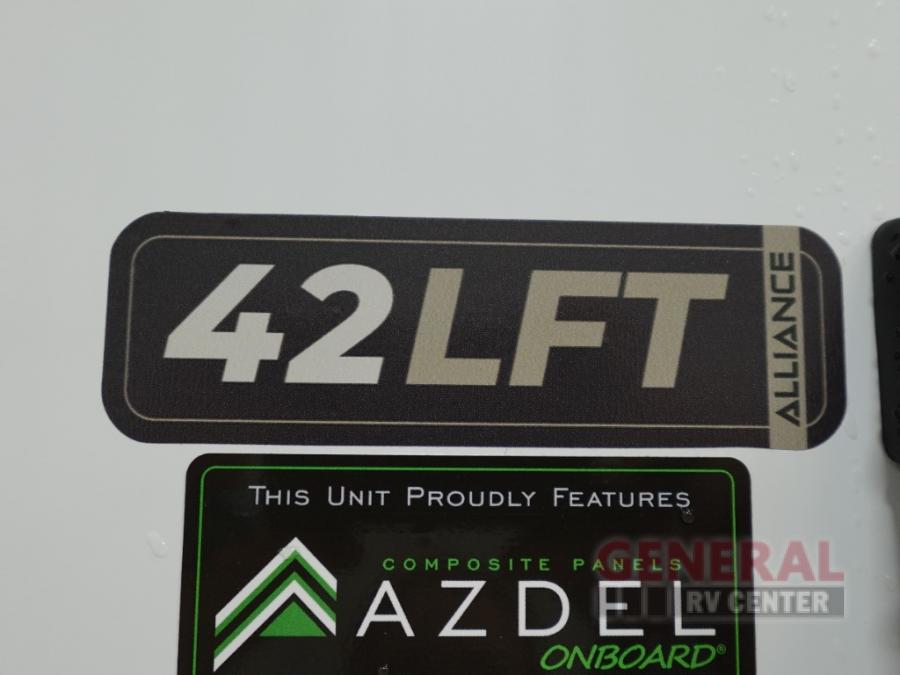 42LFT
ALLIANCE
THIS UNIT PROUDLY FEATURES
COMPOSITE PANELS
AZDEL
ONBOARD®
GENERAL
RV CENTER